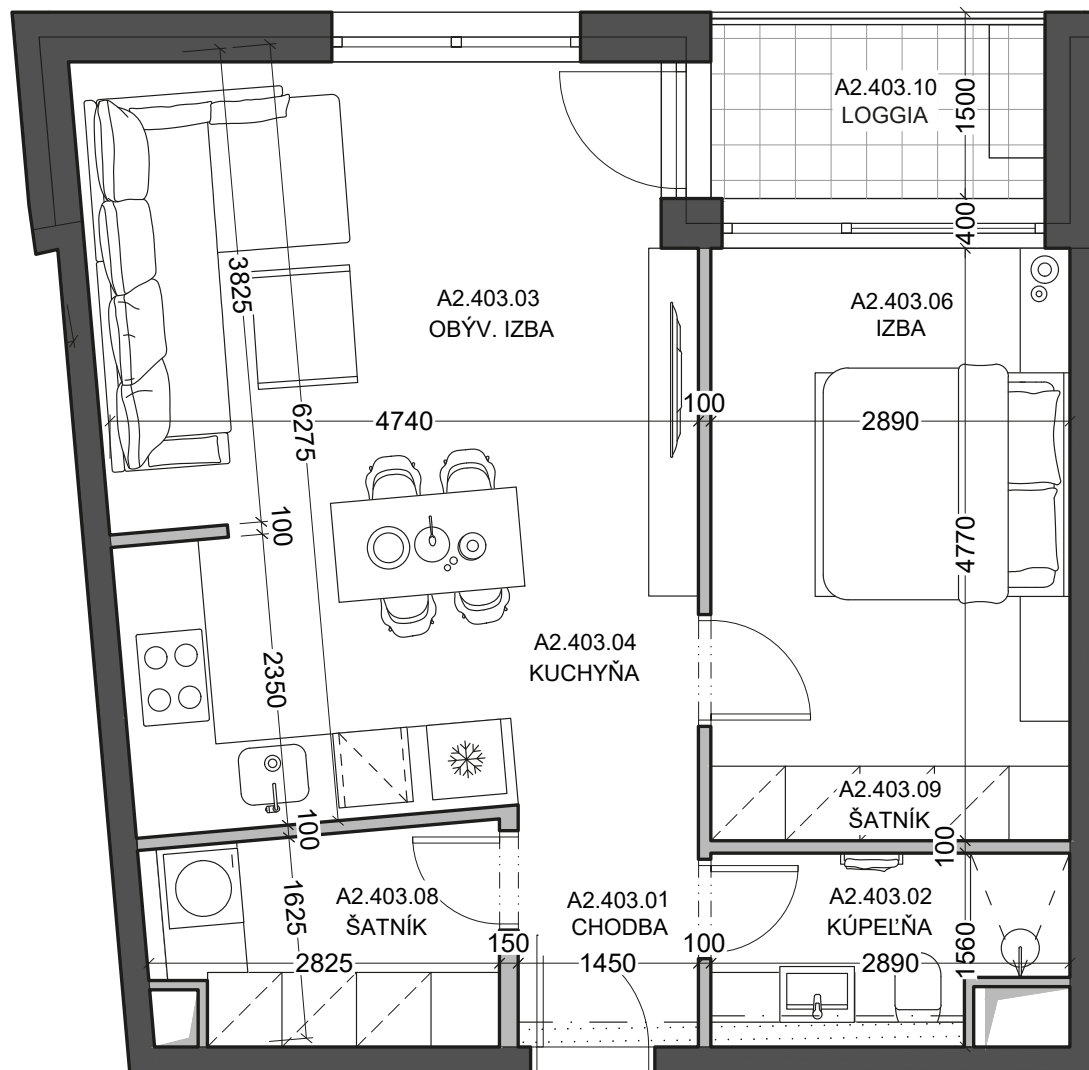 A2.403.10
LOGGIA
1500
400
3825
A2.403.03
OBÝV. IZBA
A2.403.06
IZBA
6275
4740
100
2890
100
4770
A2.403.04
KUCHYŇA
2350
A2.403.09
ŠATNÍK
100
100
1625
A2.403.08
ŠATNÍK
A2.403.01
CHODBA
A2.403.02
KÚPEĽŇA
150
100
1560
2825
1450
2890